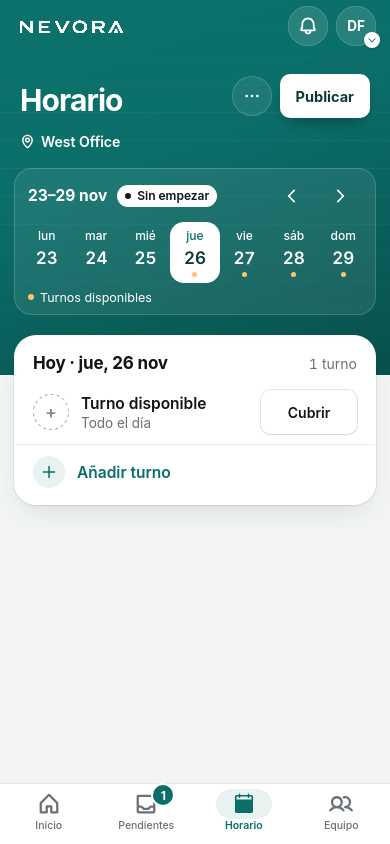 NEVORA
DF
Horario
Publicar
West Office
23–29 nov
Sin empezar
lun mar mié jue vie sáb dom
23 24 25 26 27 28 29
Turnos disponibles
Hoy · jue, 26 nov
1 turno
Turno disponible
Todo el día
Cubrir
Añadir turno
1
Inicio Pendientes Horario Equipo